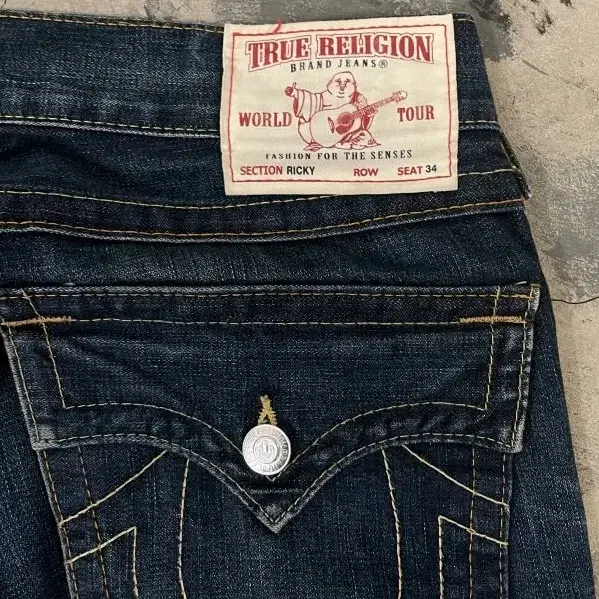 TRUE RELIGION
BRAND JEANS®
WORLD TOUR
FASHION FOR THE SENSES
SECTION RICKY ROW SEAT 34